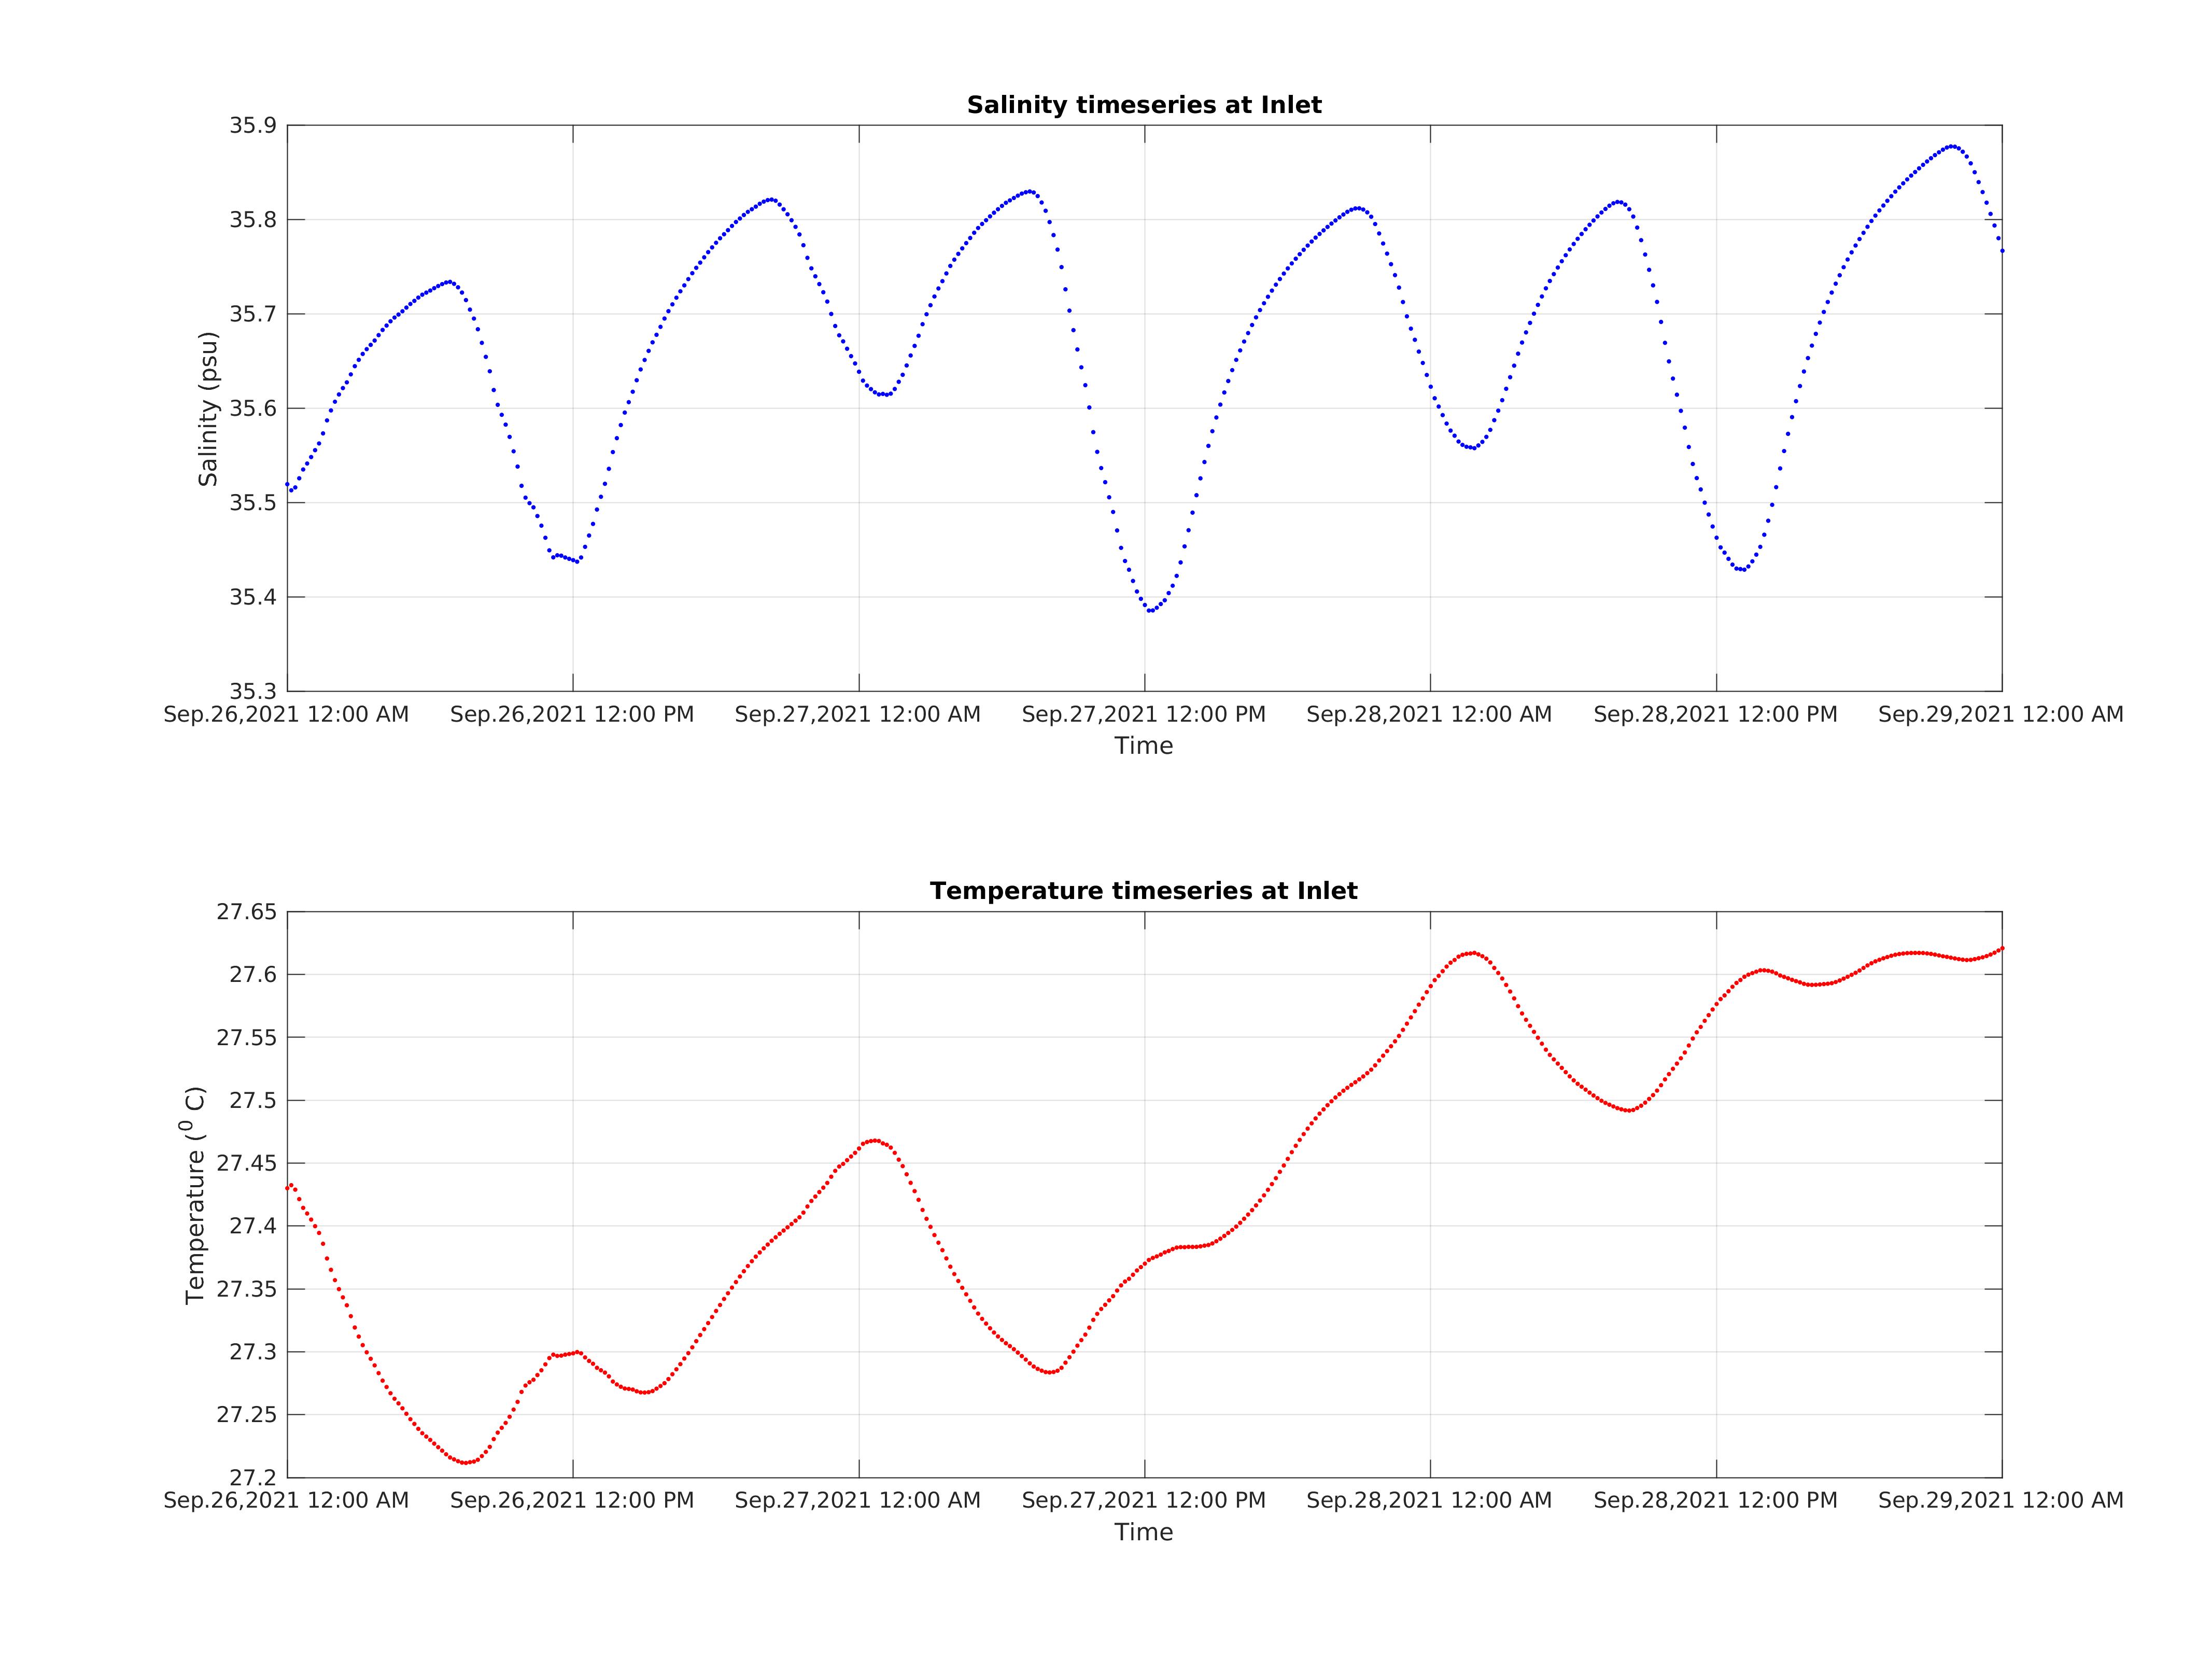 Salinity timeseries at Inlet
35.9
35.8
35.7
35.6
35.5
35.4
35.3
Salinity (psu)
Sep.26,2021 12:00 AM Sep.26,2021 12:00 PM Sep.27,2021 12:00 AM Sep.27,2021 12:00 PM Sep.28,2021 12:00 AM Sep.28,2021 12:00 PM Sep.29,2021 12:00 AM
Time
Temperature timeseries at Inlet
27.65
27.6
27.55
27.5
27.45
27.4
27.35
27.3
27.25
27.2
Temperature (⁰ C)
Sep.26,2021 12:00 AM Sep.26,2021 12:00 PM Sep.27,2021 12:00 AM Sep.27,2021 12:00 PM Sep.28,2021 12:00 AM Sep.28,2021 12:00 PM Sep.29,2021 12:00 AM
Time